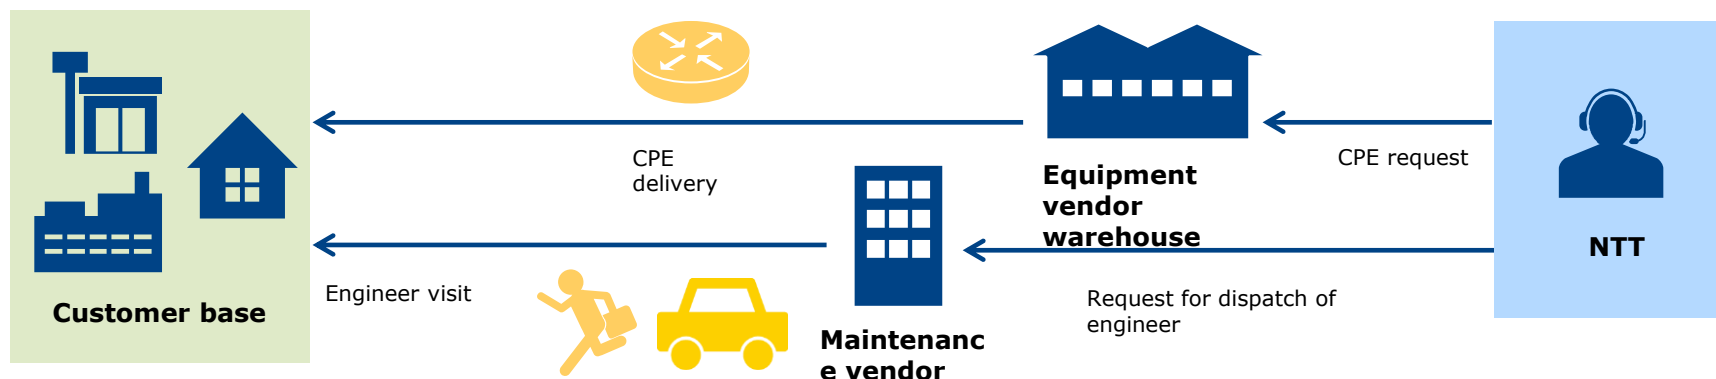 CPE
delivery
Equipment
vendor
warehouse
CPE request
NTT
Engineer visit
Customer base
Maintenanc
e vendor
Request for dispatch of
engineer